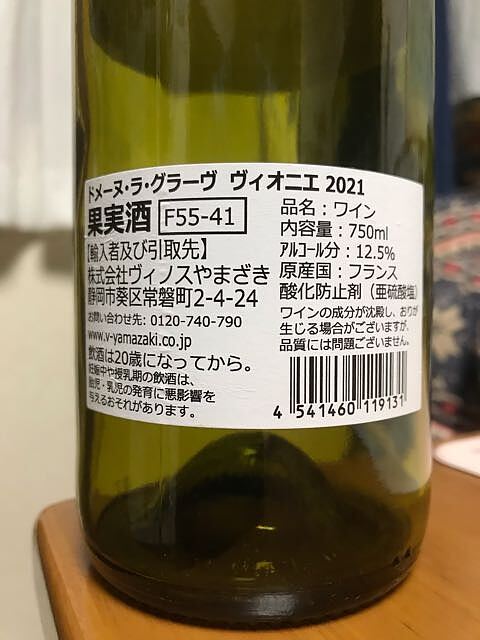 ドメーヌ・ラ・グラーヴ ヴィオニエ 2021
果実酒 F55-41
【輸入者及び引取先】
株式会社ヴィノスやまざき
静岡市葵区常磐町2-4-24
お問い合わせ先：0120-740-790
www.v-yamazaki.co.jp
飲酒は20歳になってから。
妊娠中や授乳期の飲酒は、
胎児・乳児の発育に悪影響を
与えるおそれがあります。
品名：ワイン
内容量：750ml
ｱﾙｺｰﾙ分：12.5%
原産国：フランス
酸化防止剤（亜硫酸塩）
ワインの成分が沈殿し、おりが
生じる場合がございますが、
品質には問題ございません。
4 541460 119131